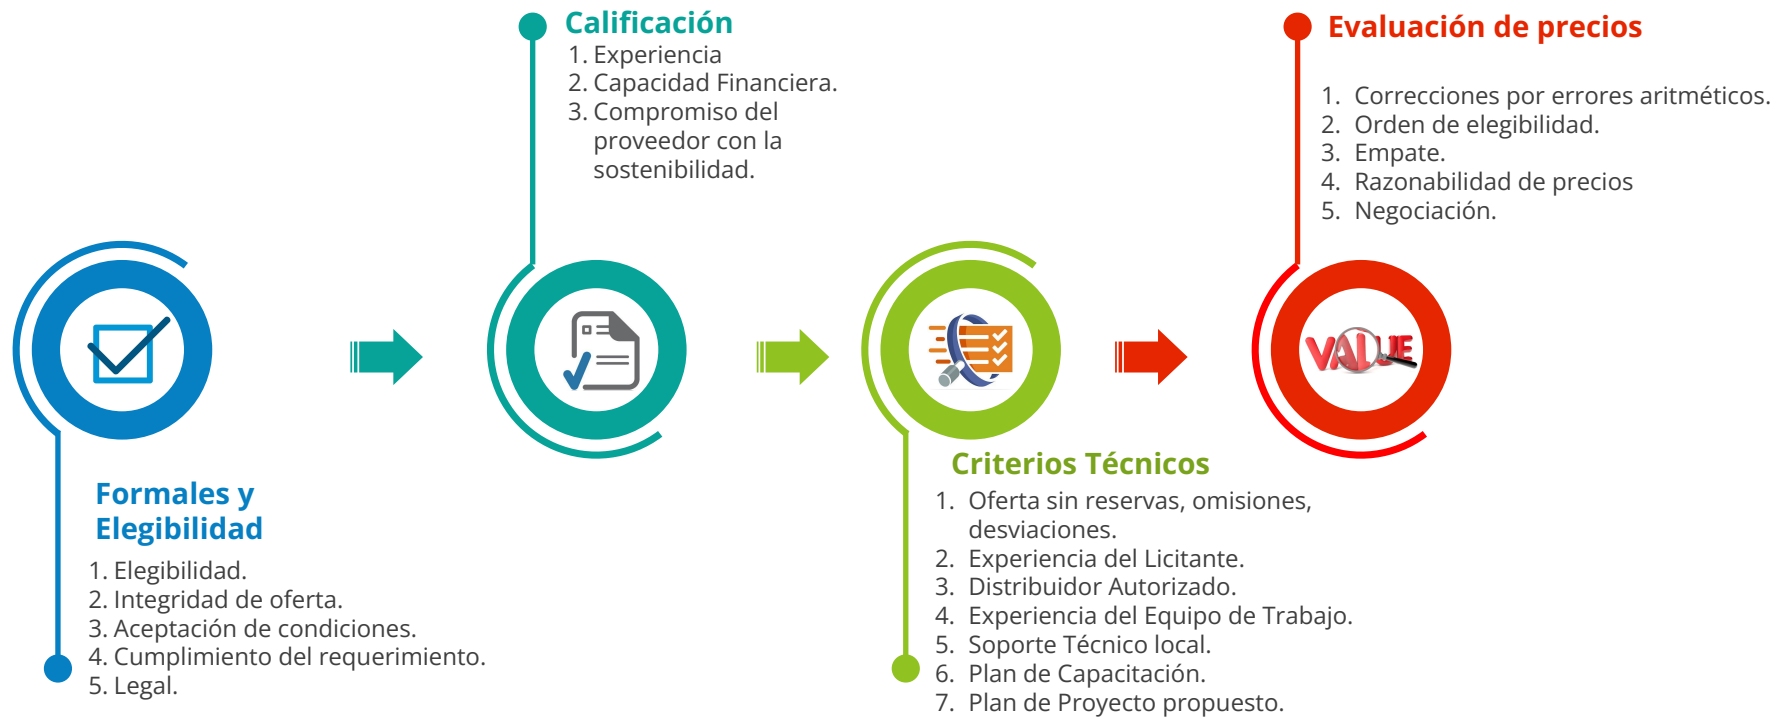 Formales y
Elegibilidad
1. Elegibilidad.
2. Integridad de oferta.
3. Aceptación de condiciones.
4. Cumplimiento del requerimiento.
5. Legal.
Calificación
1. Experiencia
2. Capacidad Financiera.
3. Compromiso del
proveedor con la
sostenibilidad.
Criterios Técnicos
1. Oferta sin reservas, omisiones,
desviaciones.
2. Experiencia del Licitante.
3. Distribuidor Autorizado.
4. Experiencia del Equipo de Trabajo.
5. Soporte Técnico local.
6. Plan de Capacitación.
7. Plan de Proyecto propuesto.
Evaluación de precios
1. Correcciones por errores aritméticos.
2. Orden de elegibilidad.
3. Empate.
4. Razonabilidad de precios
5. Negociación.
VALUE